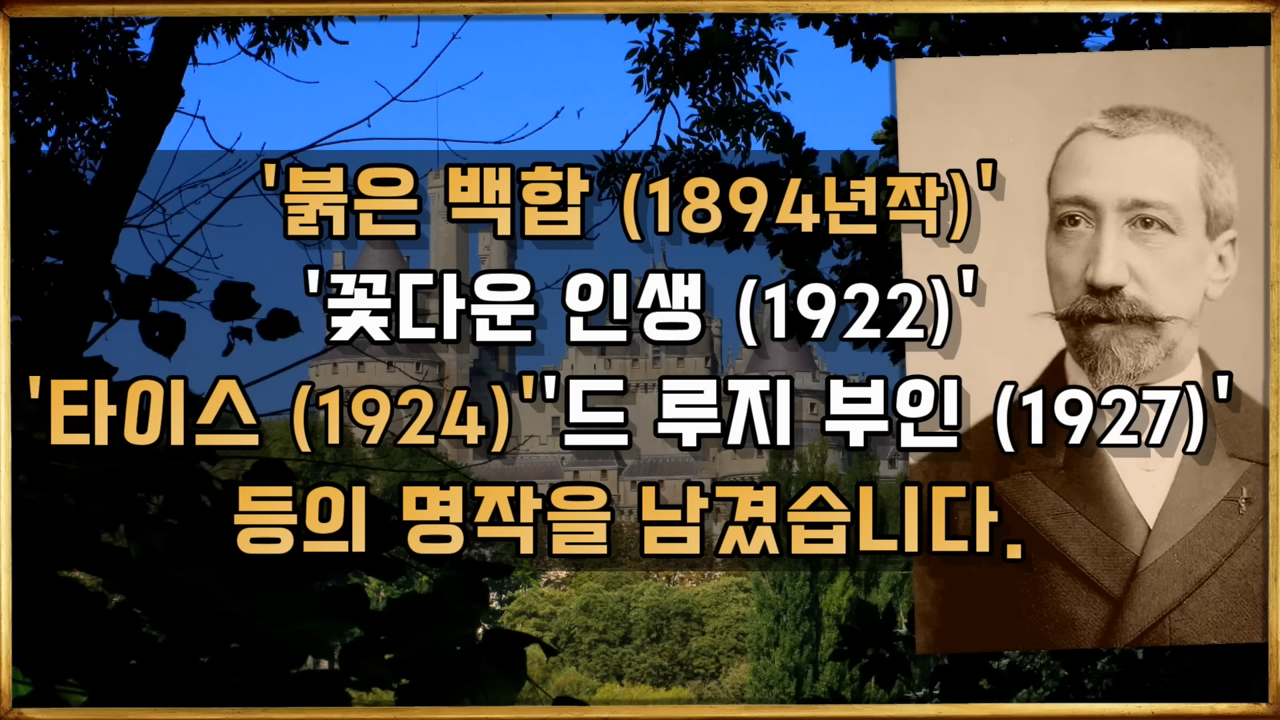 '붉은 백합 (1894년작)'
'꽃다운 인생 (1922)'
'타이스 (1924)''드 루지 부인 (1927)'
등의 명작을 남겼습니다.